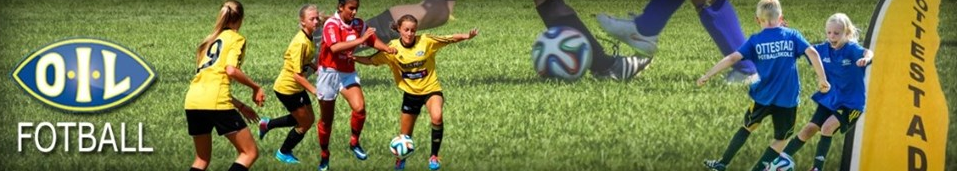 O·I·L
FOTBALL
9
OTTESTAD
FOTBALLSKOLE
OTTESTAD